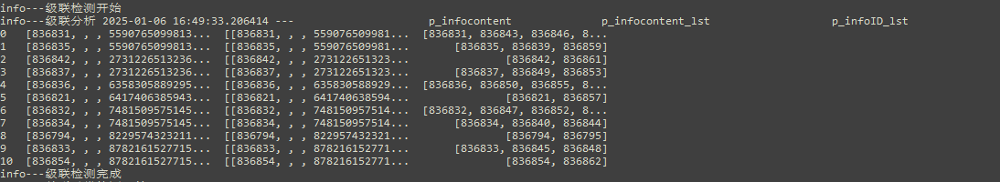 info---级联检测开始
info---级联分析 2025-01-06 16:49:33.206414 --- p_infocontent p_infocontent_lst p_infoID_lst
0 [836831, , , 5590765099813... [[836831, , , 559076509981... [836831, 836843, 836846, 8...
1 [836835, , , 5590765099813... [[836835, , , 559076509981... [836835, 836839, 836859]
2 [836842, , , 2731226513236... [[836842, , , 273122651323... [836842, 836861]
3 [836837, , , 2731226513236... [[836837, , , 273122651323... [836837, 836849, 836853]
4 [836836, , , 6358305889295... [[836836, , , 635830588929... [836836, 836850, 836855, 8...
5 [836821, , , 6417406385943... [[836821, , , 641740638594... [836821, 836857]
6 [836832, , , 7481509575145... [[836832, , , 748150957514... [836832, 836847, 836852, 8...
7 [836834, , , 7481509575145... [[836834, , , 748150957514... [836834, 836840, 836844]
8 [836794, , , 8229574323211... [[836794, , , 822957432321... [836794, 836795]
9 [836833, , , 8782161527715... [[836833, , , 878216152771... [836833, 836845, 836848]
10 [836854, , , 8782161527715... [[836854, , , 878216152771... [836854, 836862]
info---级联检测完成